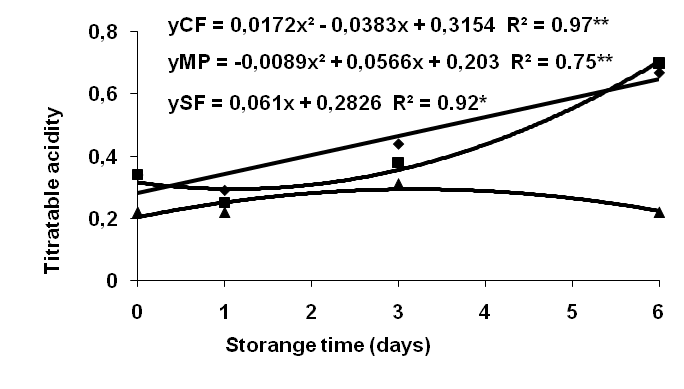 yCF = 0,0172x² - 0,0383x + 0,3154 R² = 0.97**
yMP = -0,0089x² + 0,0566x + 0,203 R² = 0.75**
ySF = 0,061x + 0,2826 R² = 0.92*
Titratable acidity
0,8
0,6
0,4
0,2
0
0 1 2 3 4 5 6
Storange time (days)